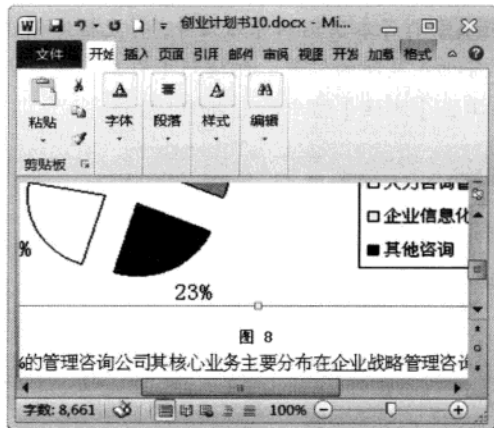 W 创业计划书10.docx - Mi...
文件 开始 插入 页面 引用 邮件 审阅 视图 开发 加载 格式
粘贴 字体 段落 样式 编辑
剪贴板
人力咨询
企业信息化
其他咨询
%
23%
图 8
%的管理咨询公司其核心业务主要分布在企业战略管理咨
字数: 8,661 100%